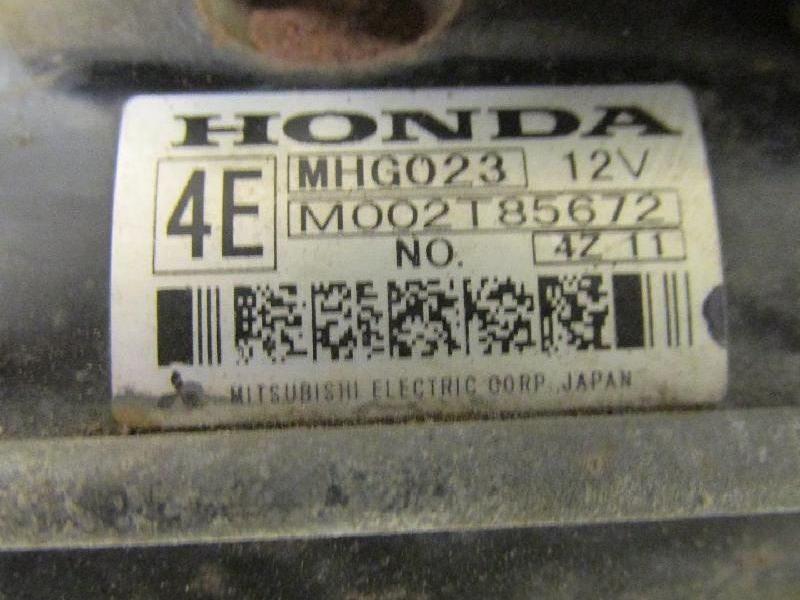 HONDA
4E MHG023 12V
M002T85672
NO. 4Z 11
MITSUBISHI ELECTRIC CORP., JAPAN